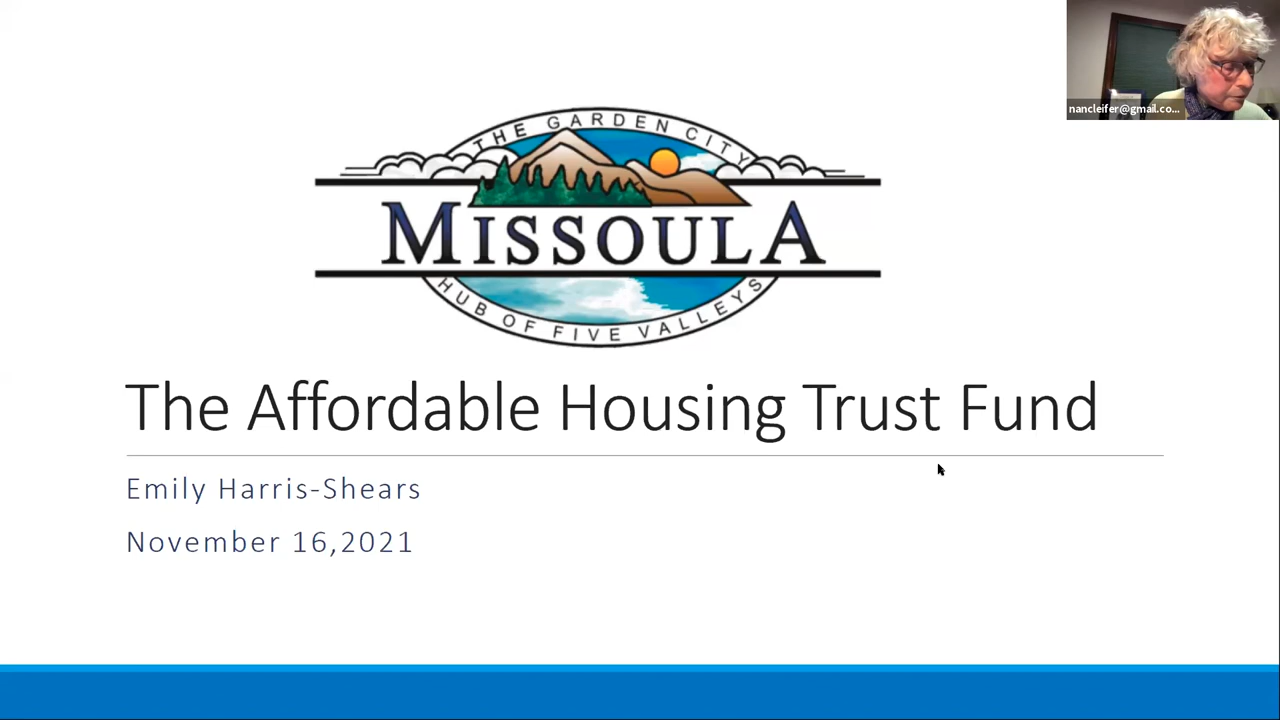 nancleifer@gmail.co...
THE GARDEN CITY
MISSOULA
HUB OF FIVE VALLEYS
The Affordable Housing Trust Fund
Emily Harris-Shears
November 16,2021